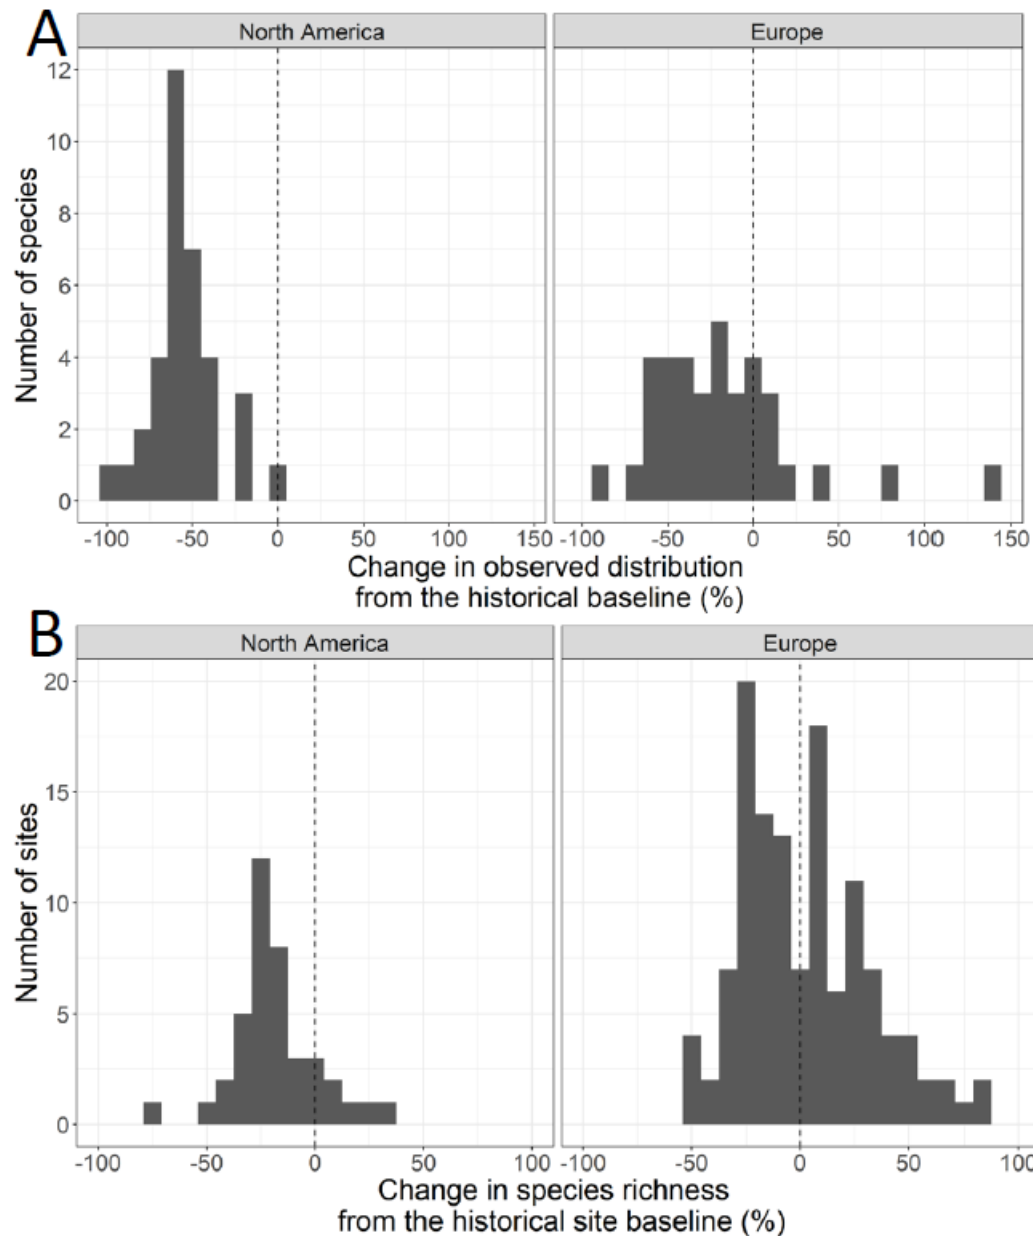 A
North America
Europe
Number of species
12
10
8
6
4
2
0
-100 -50 0 50 100 150
-100 -50 0 50 100 150
Change in observed distribution
from the historical baseline (%)
B
North America
Europe
Number of sites
20
15
10
5
0
-100 -50 0 50 100
-100 -50 0 50 100
Change in species richness
from the historical site baseline (%)